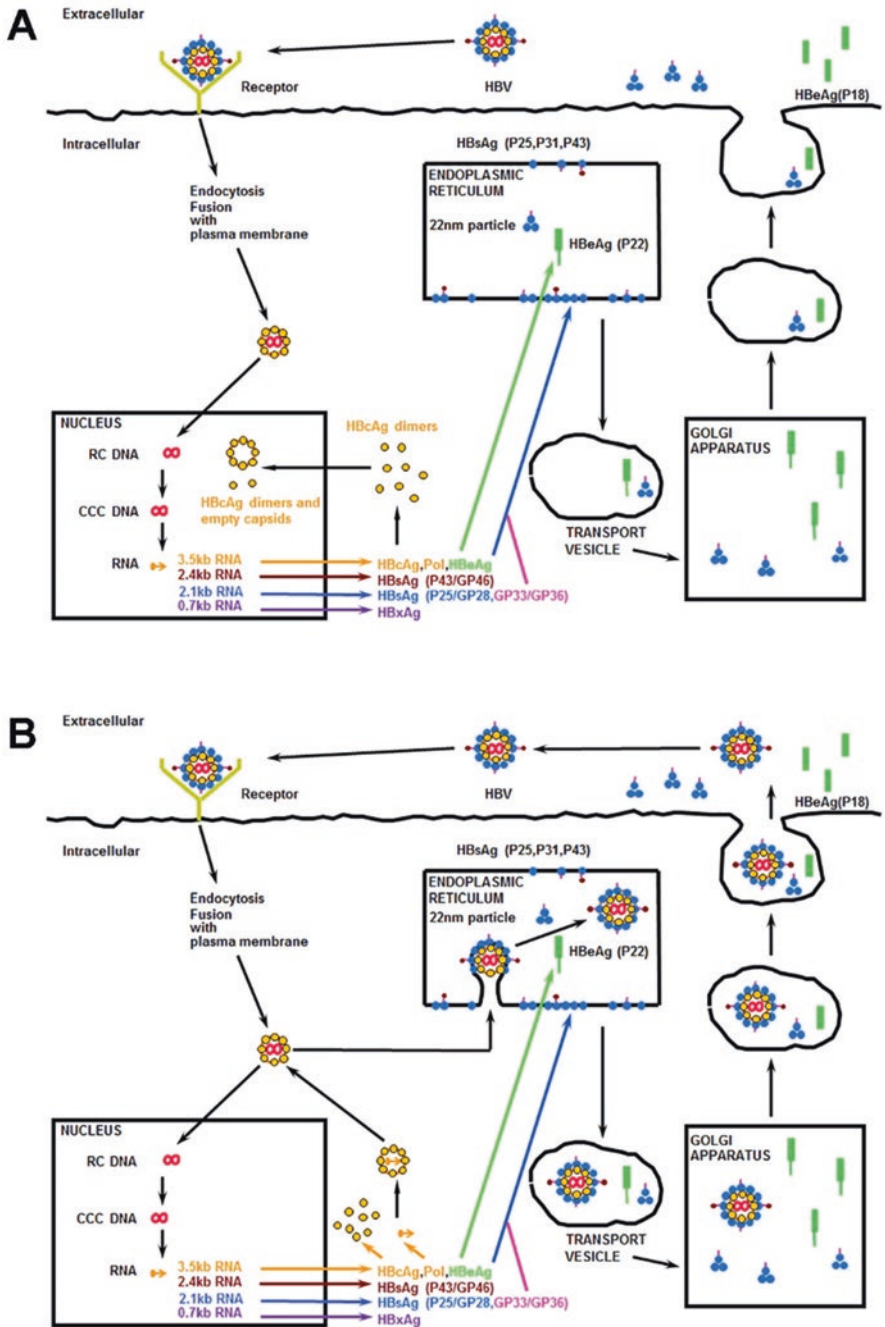 A
Extracellular
HBV
Receptor
HBeAg(P18)
Intracellular
HBsAg (P25,P31,P43)
ENDOPLASMIC
RETICULUM
22nm particle
HBeAg (P22)
Endocytosis
Fusion
with
plasma membrane
NUCLEUS
RC DNA
CCC DNA
RNA
HBcAg dimers
HBcAg dimers and
empty capsids
3.5kb RNA
2.4kb RNA
2.1kb RNA
0.7kb RNA
HBcAg,Pol,HBeAg
HBsAg (P43/GP46)
HBsAg (P25/GP28,GP33/GP36)
HBxAg
TRANSPORT
VESICLE
GOLGI
APPARATUS
B
Extracellular
HBV
Receptor
HBeAg(P18)
Intracellular
HBsAg (P25,P31,P43)
ENDOPLASMIC
RETICULUM
22nm particle
HBeAg (P22)
Endocytosis
Fusion
with
plasma membrane
NUCLEUS
RC DNA
CCC DNA
RNA
3.5kb RNA
2.4kb RNA
2.1kb RNA
0.7kb RNA
HBcAg,Pol,HBeAg
HBsAg (P43/GP46)
HBsAg (P25/GP28,GP33/GP36)
HBxAg
TRANSPORT
VESICLE
GOLGI
APPARATUS